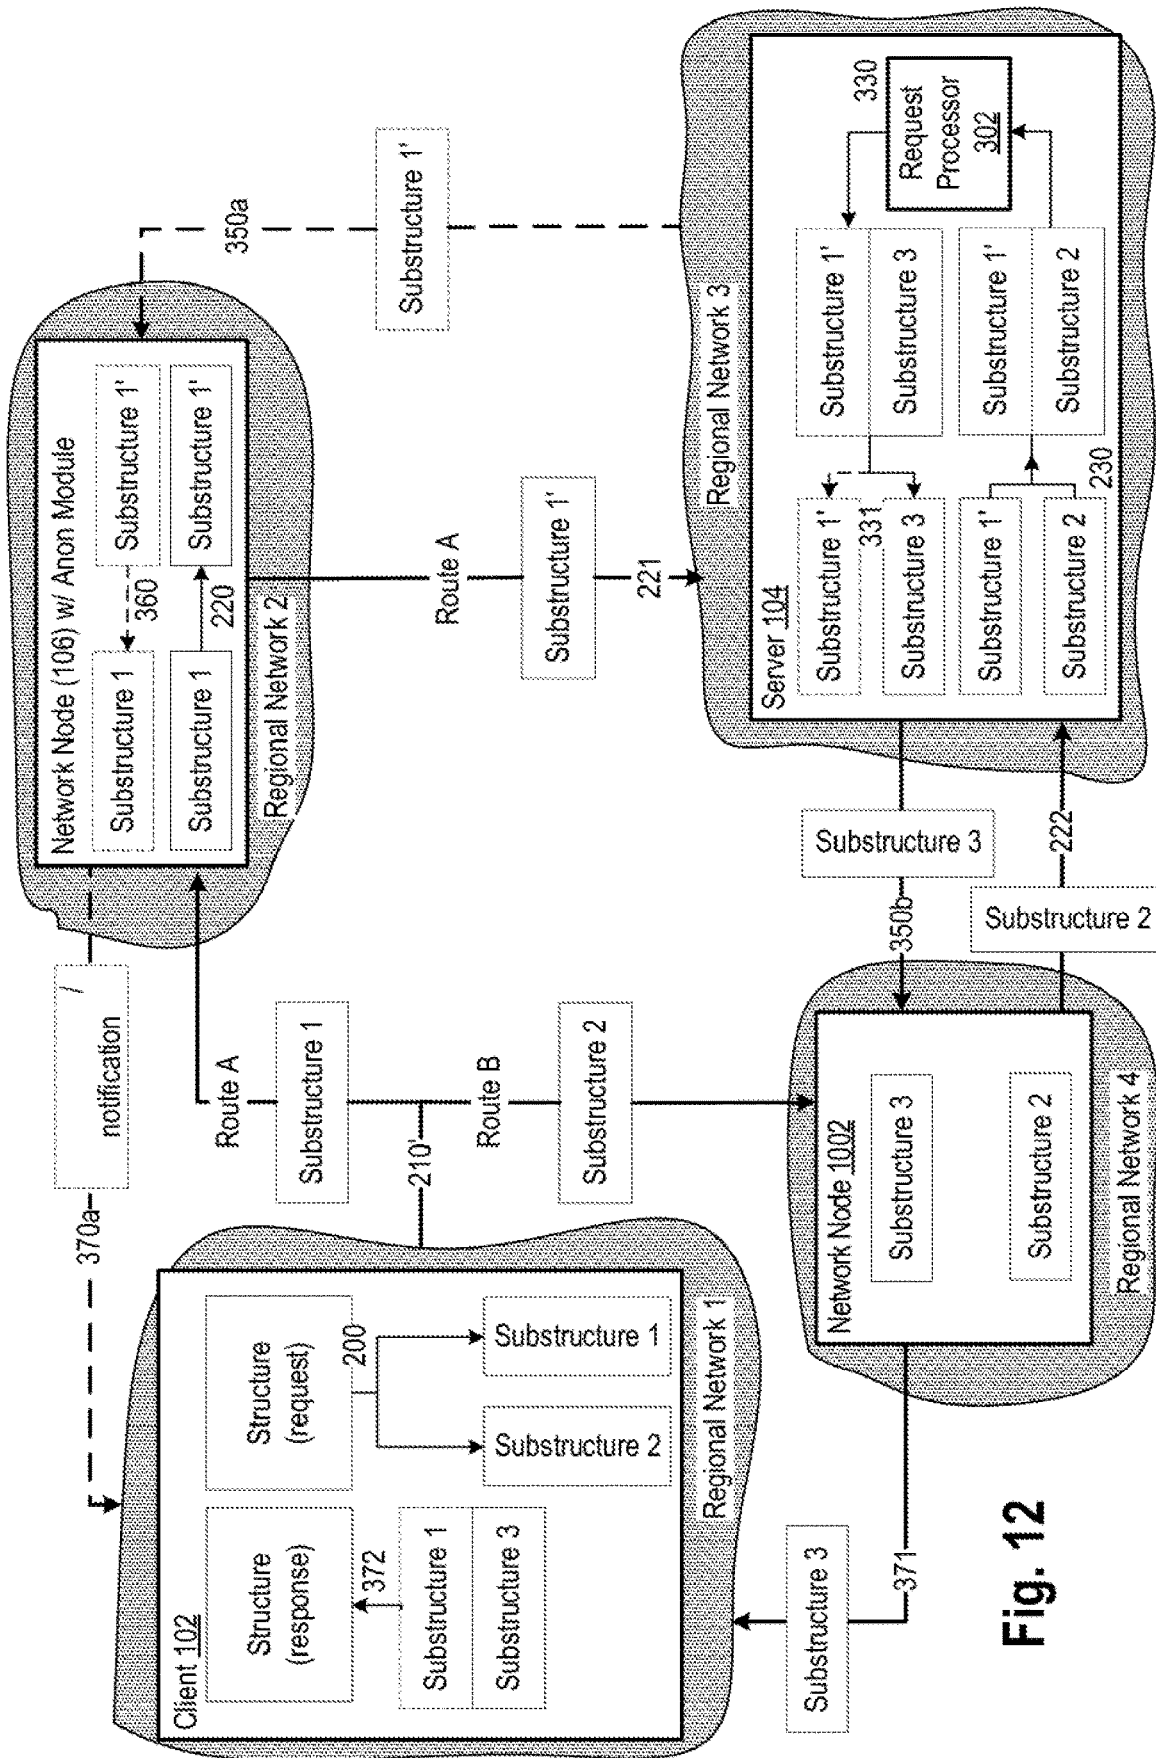 Client 102
Structure
(response)
Structure
(request)
372
200
Substructure 1
Substructure 3
Substructure 2
Substructure 1
Regional Network 1
370a
/
notification
210'
Route A
Substructure 1
Route B
Substructure 2
Network Node (106) w/ Anon Module
Substructure 1
360
Substructure 1'
Substructure 1
220
Substructure 1'
Regional Network 2
Route A
Substructure 1'
221
350a
Substructure 1'
Regional Network 3
Server 104
Substructure 1'
331
Substructure 3
Substructure 1'
Substructure 3
330
Request
Processor
302
Substructure 1'
Substructure 2
230
Substructure 1'
Substructure 2
Substructure 3
350b
Substructure 2
222
Network Node 1002
Substructure 3
Substructure 2
Regional Network 4
371
Substructure 3
Fig. 12